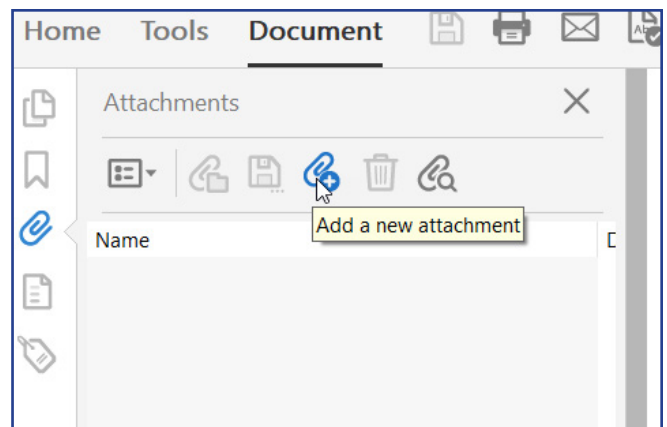 Home Tools Document
Attachments
Add a new attachment
Name D